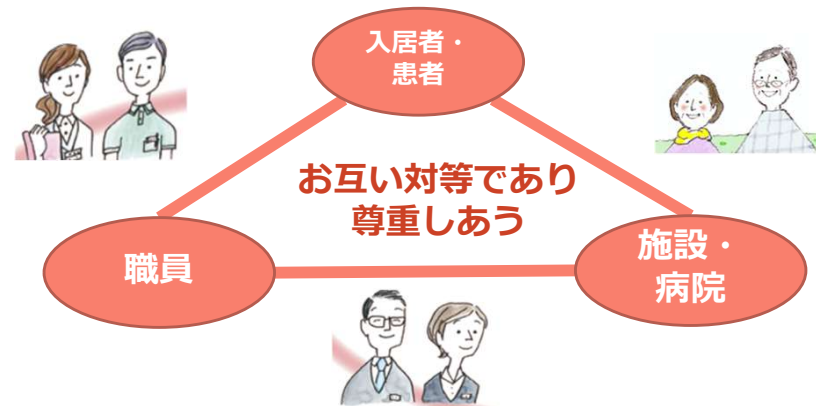 入居者・
患者
お互い対等であり
尊重しあう
職員
施設・
病院